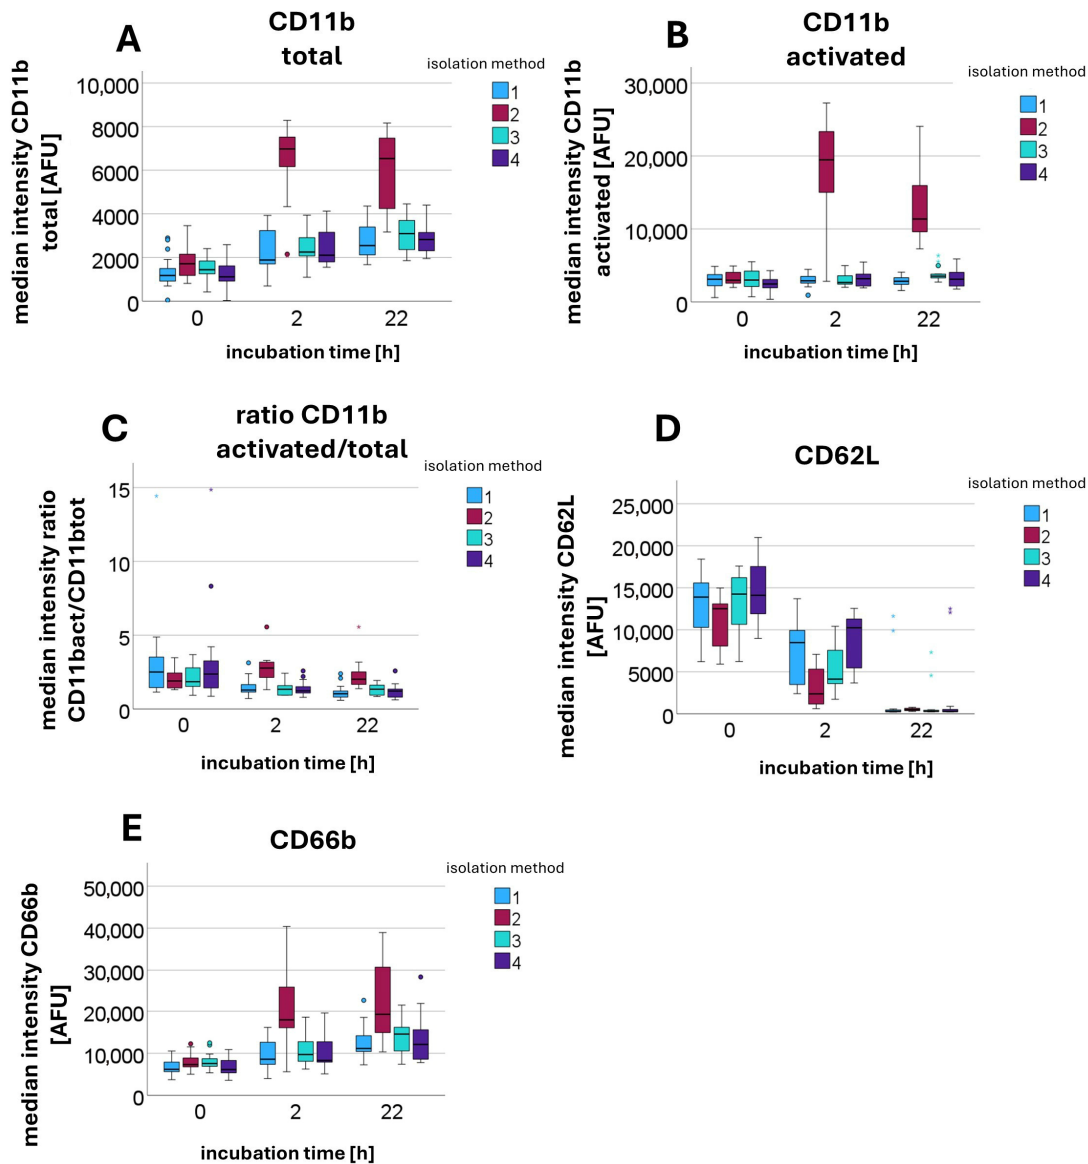 A
CD11b
total
isolation method
1
2
3
4
median intensity CD11b
total [AFU]
10,000
8000
6000
4000
2000
0
0 2 22
incubation time [h]
B
CD11b
activated
isolation method
1
2
3
4
median intensity CD11b
activated [AFU]
30,000
20,000
10,000
0
0 2 22
incubation time [h]
C
ratio CD11b
activated/total
isolation method
1
2
3
4
median intensity ratio
CD11bact/CD11btot
15
10
5
0
0 2 22
incubation time [h]
D
CD62L
isolation method
1
2
3
4
median intensity CD62L
[AFU]
25,000
20,000
15,000
10,000
5000
0
0 2 22
incubation time [h]
E
CD66b
isolation method
1
2
3
4
median intensity CD66b
[AFU]
50,000
40,000
30,000
20,000
10,000
0
0 2 22
incubation time [h]